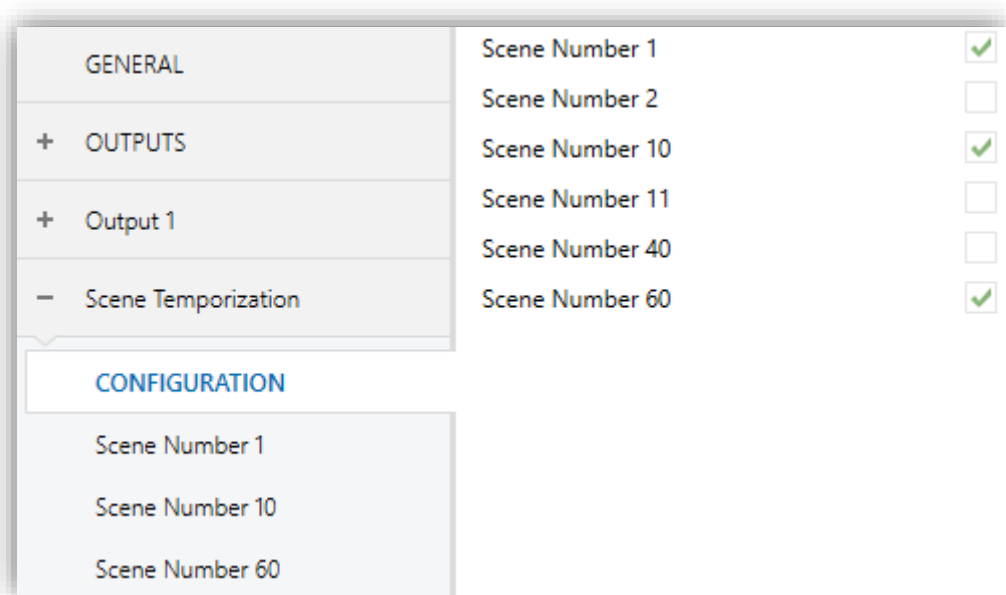 GENERAL
+ OUTPUTS
+ Output 1
− Scene Temporization
CONFIGURATION
Scene Number 1
Scene Number 10
Scene Number 60
Scene Number 1
Scene Number 2
Scene Number 10
Scene Number 11
Scene Number 40
Scene Number 60